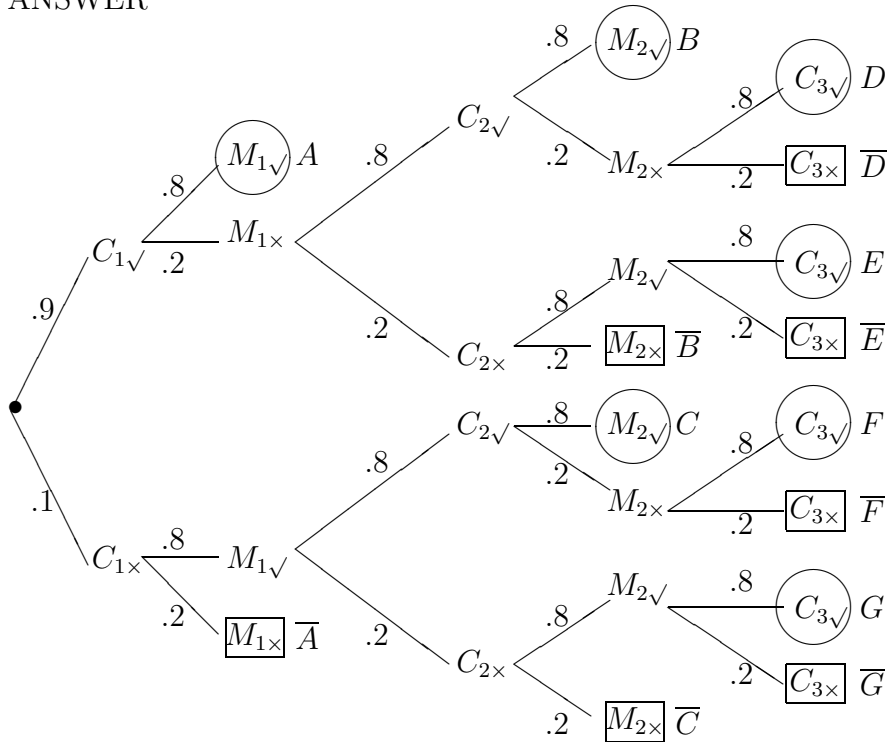 ANSWER
.8 M₂√ B
C₃√ D
.8
C₂√
M₁√ A
.8
.8
.2 M₂× .2 C₃× D̅
C₁√ .2 M₁×
.8 C₃√ E
M₂√
.9
.8
.2
.2 C₃× E̅
C₂× .2 M₂× B̅
C₂√ .8 M₂√ C
C₃√ F
.8
.8
.2
M₂×
.1
.2 C₃× F̅
C₁× .8 M₁√
.8 M₂√ .8 C₃√ G
.2 M₁× A̅
.2
C₂×
.2 C₃× G̅
.2 M₂× C̅